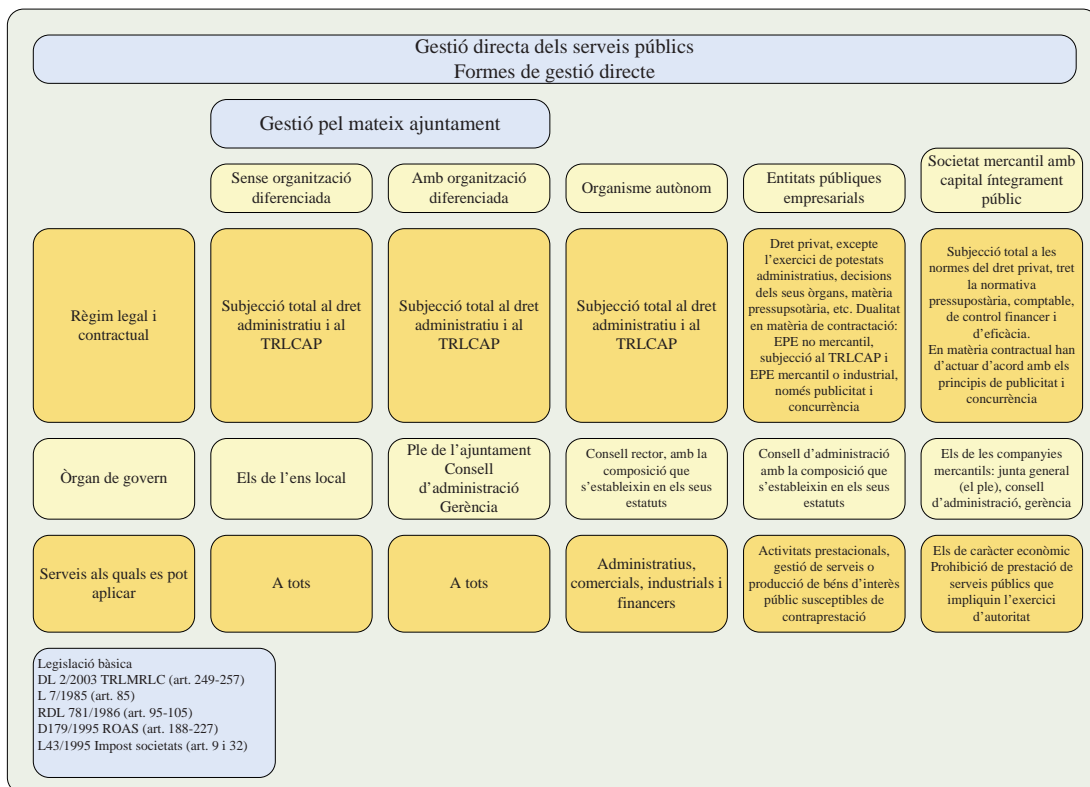 Gestió directa dels serveis públics
Formes de gestió directe
Gestió pel mateix ajuntament
Sense organització
diferenciada
Amb organització
diferenciada
Organisme autònom
Entitats públiques
empresarials
Societat mercantil amb
capital íntegrament
públic
Règim legal i
contractual
Subjecció total al dret
administratiu i al
TRLCAP
Subjecció total al dret
administratiu i al
TRLCAP
Subjecció total al dret
administratiu i al
TRLCAP
Dret privat, excepte
l’exercici de potestats
administratius, decisions
dels seus òrgans, matèria
pressupsotària, etc. Dualitat
en matèria de contractació:
EPE no mercantil,
subjecció al TRLCAP i
EPE mercantil o industrial,
només publicitat i
concurrència
Subjecció total a les
normes del dret privat, tret
la normativa
pressupostària, comptable,
de control financer i
d’eficàcia.
En matèria contractual han
d’actuar d’acord amb els
principis de publicitat i
concurrència
Òrgan de govern
Els de l’ens local
Ple de l’ajuntament
Consell
d’administració
Gerència
Consell rector, amb la
composició que
s’estableixin en els seus
estatuts
Consell d’administració
amb la composició que
s’estableixin en els seus
estatuts
Els de les companyies
mercantils: junta general
(el ple), consell
d’administració, gerència
Serveis als quals es pot
aplicar
A tots
A tots
Administratius,
comercials, industrials i
financers
Activitats prestacionals,
gestió de serveis o
producció de béns d’interès
públic susceptibles de
contraprestació
Els de caràcter econòmic
Prohibició de prestació de
serveis públics que
impliquin l’exercici
d’autoritat
Legislació bàsica
DL 2/2003 TRLMRLC (art. 249-257)
L 7/1985 (art. 85)
RDL 781/1986 (art. 95-105)
D179/1995 ROAS (art. 188-227)
L43/1995 Impost societats (art. 9 i 32)